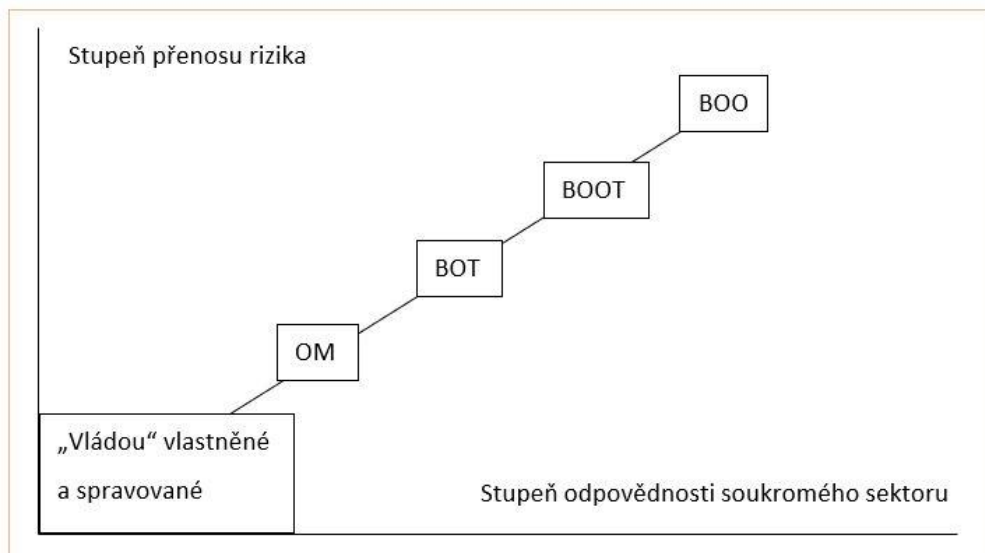 Stupeň přenosu rizika
BOO
BOOT
BOT
OM
„Vládou“ vlastněné
a spravované
Stupeň odpovědnosti soukromého sektoru